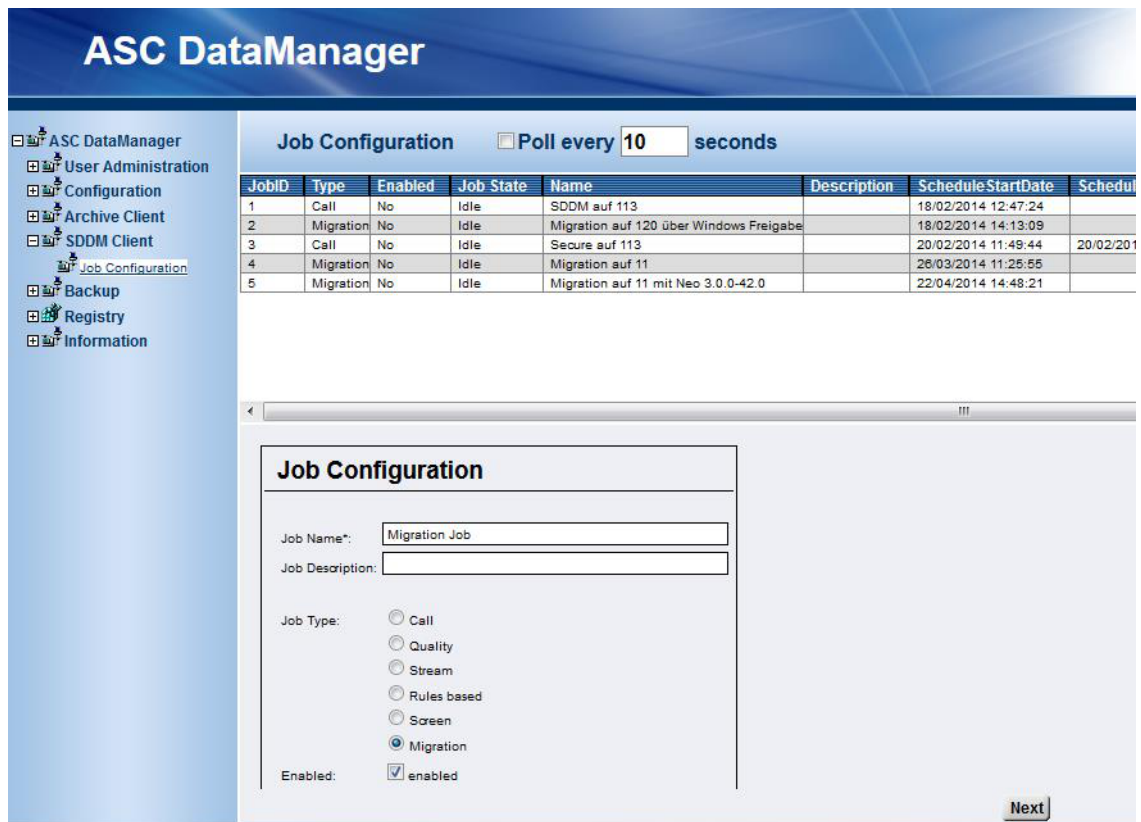 ASC DataManager
ASC DataManager
User Administration
Configuration
Archive Client
SDDM Client
Job Configuration
Backup
Registry
Information
Job Configuration Poll every 10 seconds
JobID Type Enabled Job State Name Description ScheduleStartDate Schedul
1 Call No Idle SDDM auf 113 18/02/2014 12:47:24
2 Migration No Idle Migration auf 120 über Windows Freigabe 18/02/2014 14:13:09
3 Call No Idle Secure auf 113 20/02/2014 11:49:44 20/02/201
4 Migration No Idle Migration auf 11 26/03/2014 11:25:55
5 Migration No Idle Migration auf 11 mit Neo 3.0.0-42.0 22/04/2014 14:48:21
Job Configuration
Job Name*: Migration Job
Job Description:
Job Type: Call
Quality
Stream
Rules based
Screen
Migration
Enabled: enabled
Next